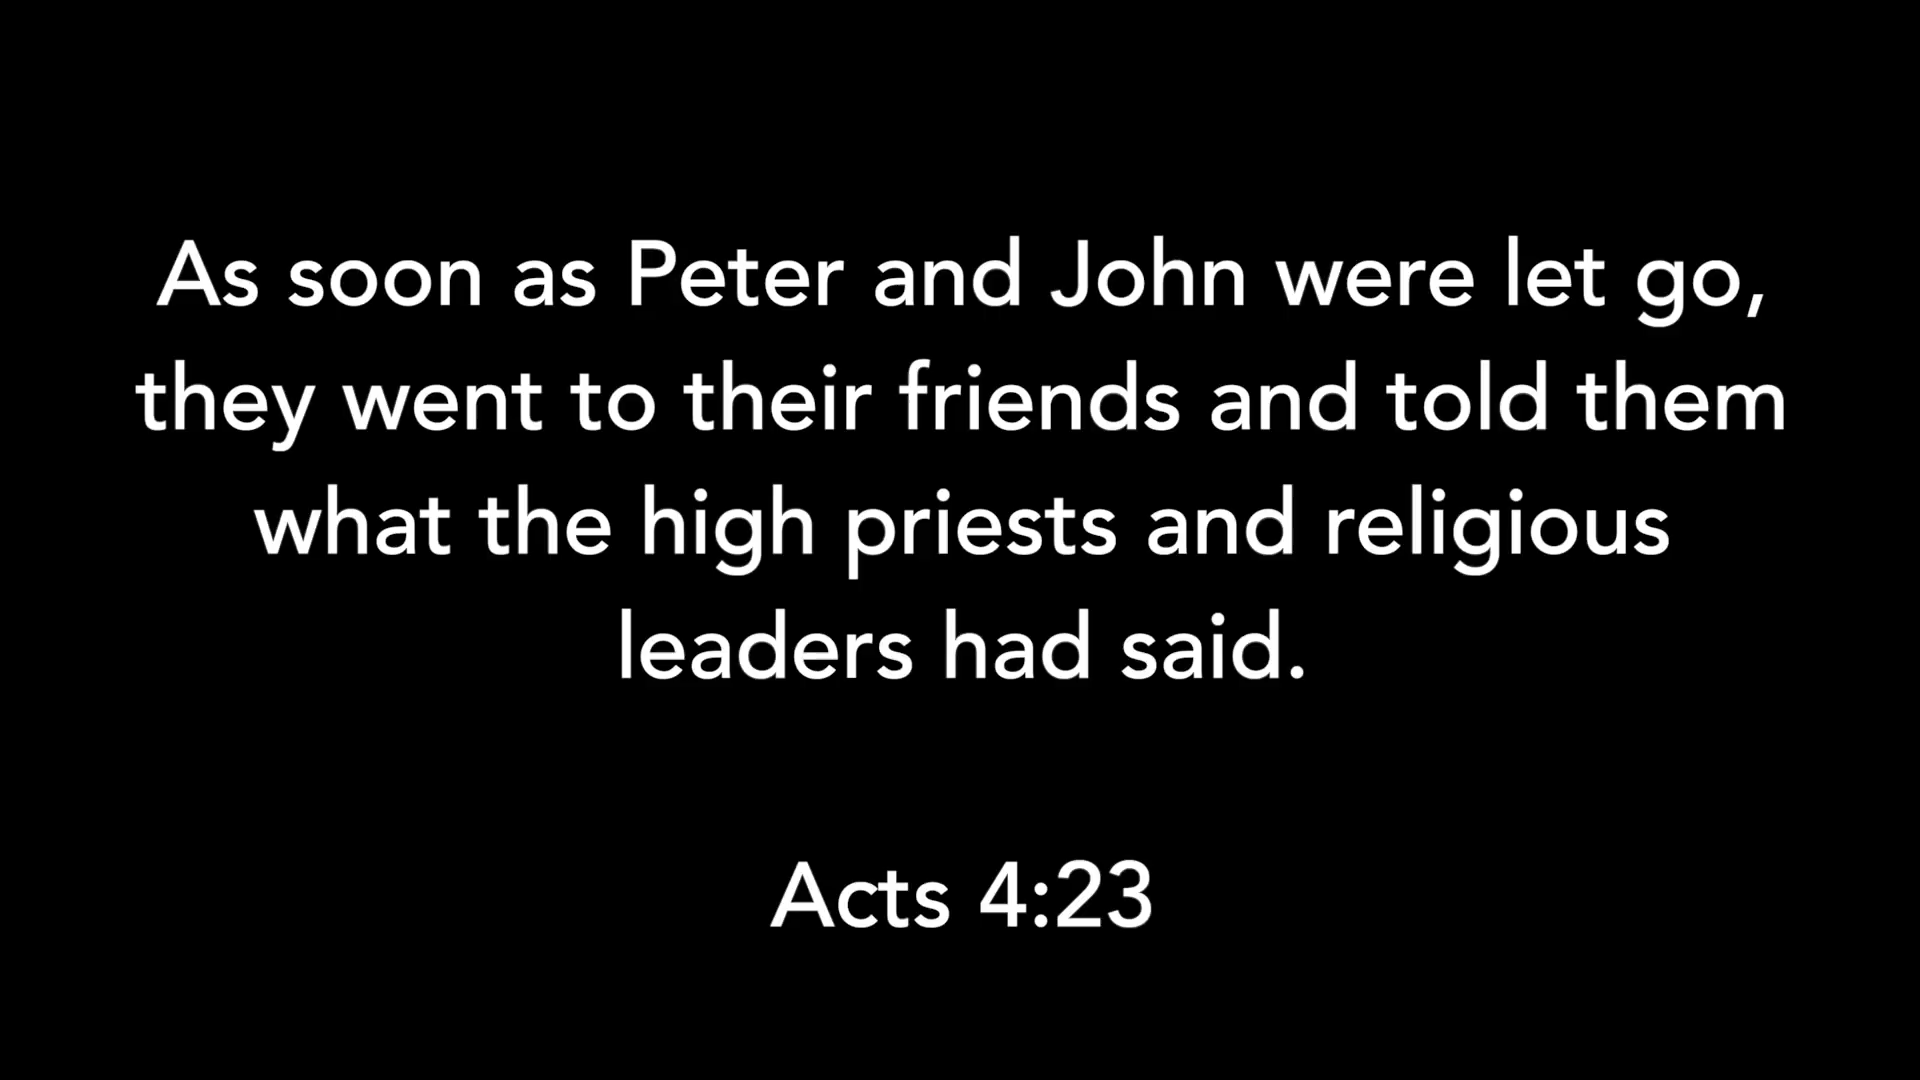 As soon as Peter and John were let go,
they went to their friends and told them
what the high priests and religious
leaders had said.
Acts 4:23